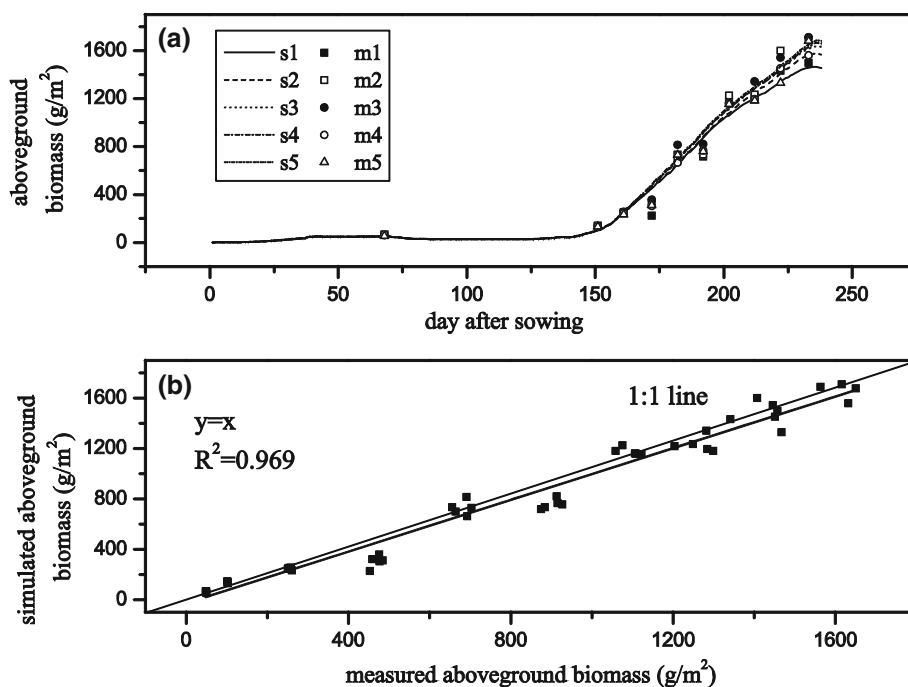 (a)
s1 m1
s2 m2
s3 m3
s4 m4
s5 m5
aboveground
biomass (g/m²)
1600
1200
800
400
0
0 50 100 150 200 250
day after sowing
(b)
1:1 line
y=x
R²=0.969
simulated aboveground
biomass (g/m²)
1600
1200
800
400
0
0 400 800 1200 1600
measured aboveground biomass (g/m²)